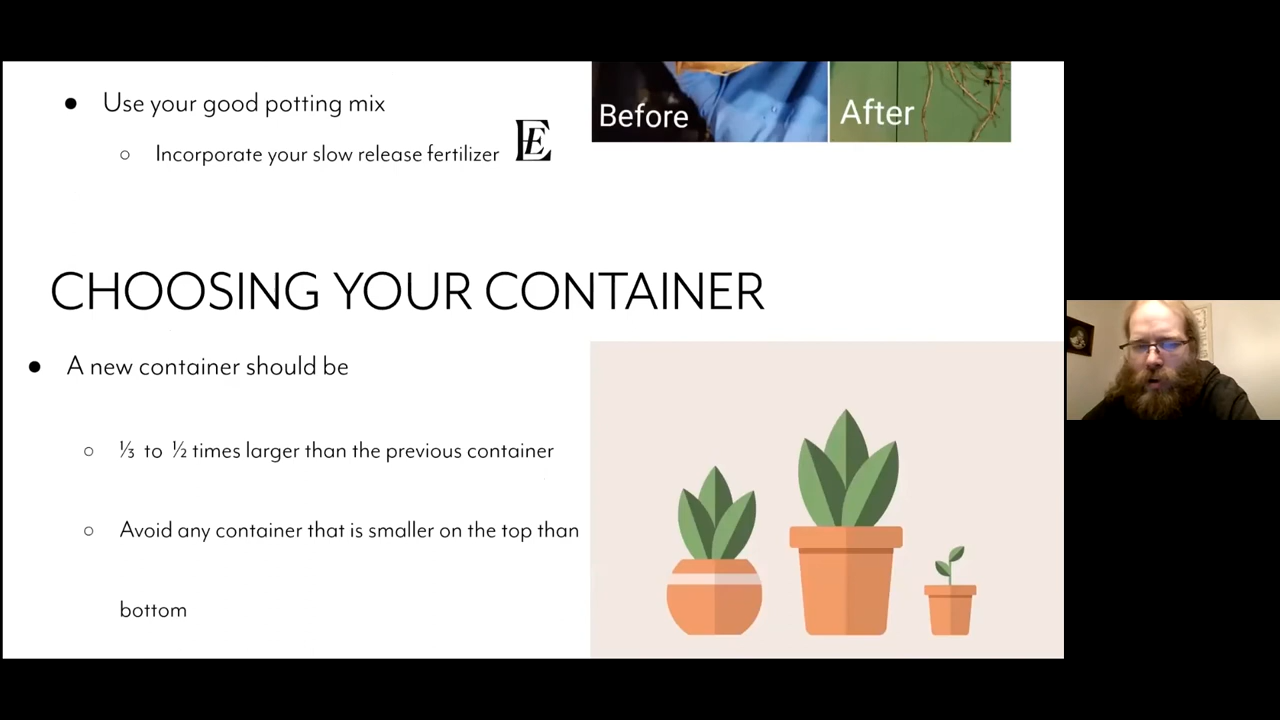 ● Use your good potting mix
○ Incorporate your slow release fertilizer
E
Before
After
CHOOSING YOUR CONTAINER
● A new container should be
○ ⅓ to ½ times larger than the previous container
○ Avoid any container that is smaller on the top than
bottom